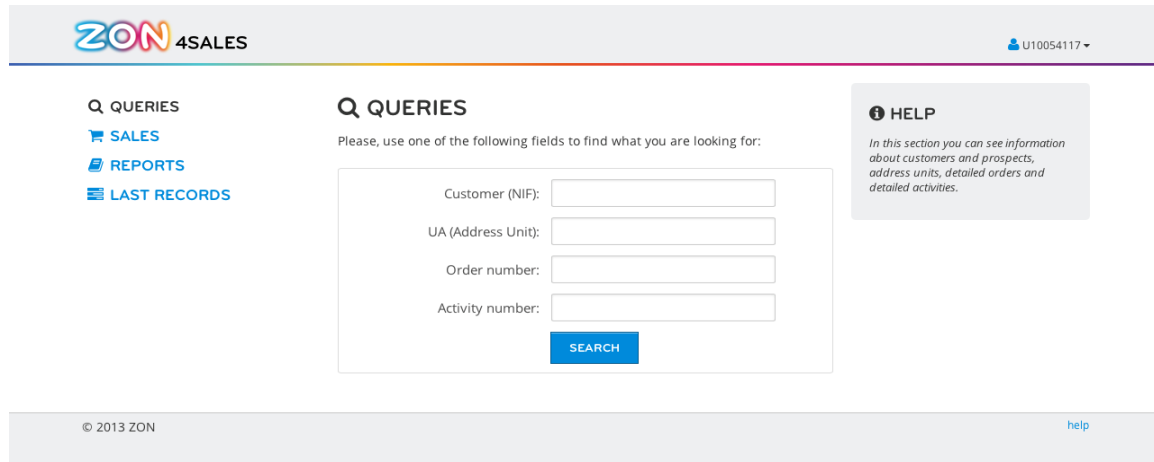 ZON 4SALES
U10054117
QUERIES
SALES
REPORTS
LAST RECORDS
QUERIES
Please, use one of the following fields to find what you are looking for:
Customer (NIF):
UA (Address Unit):
Order number:
Activity number:
SEARCH
HELP
In this section you can see information
about customers and prospects,
address units, detailed orders and
detailed activities.
© 2013 ZON
help